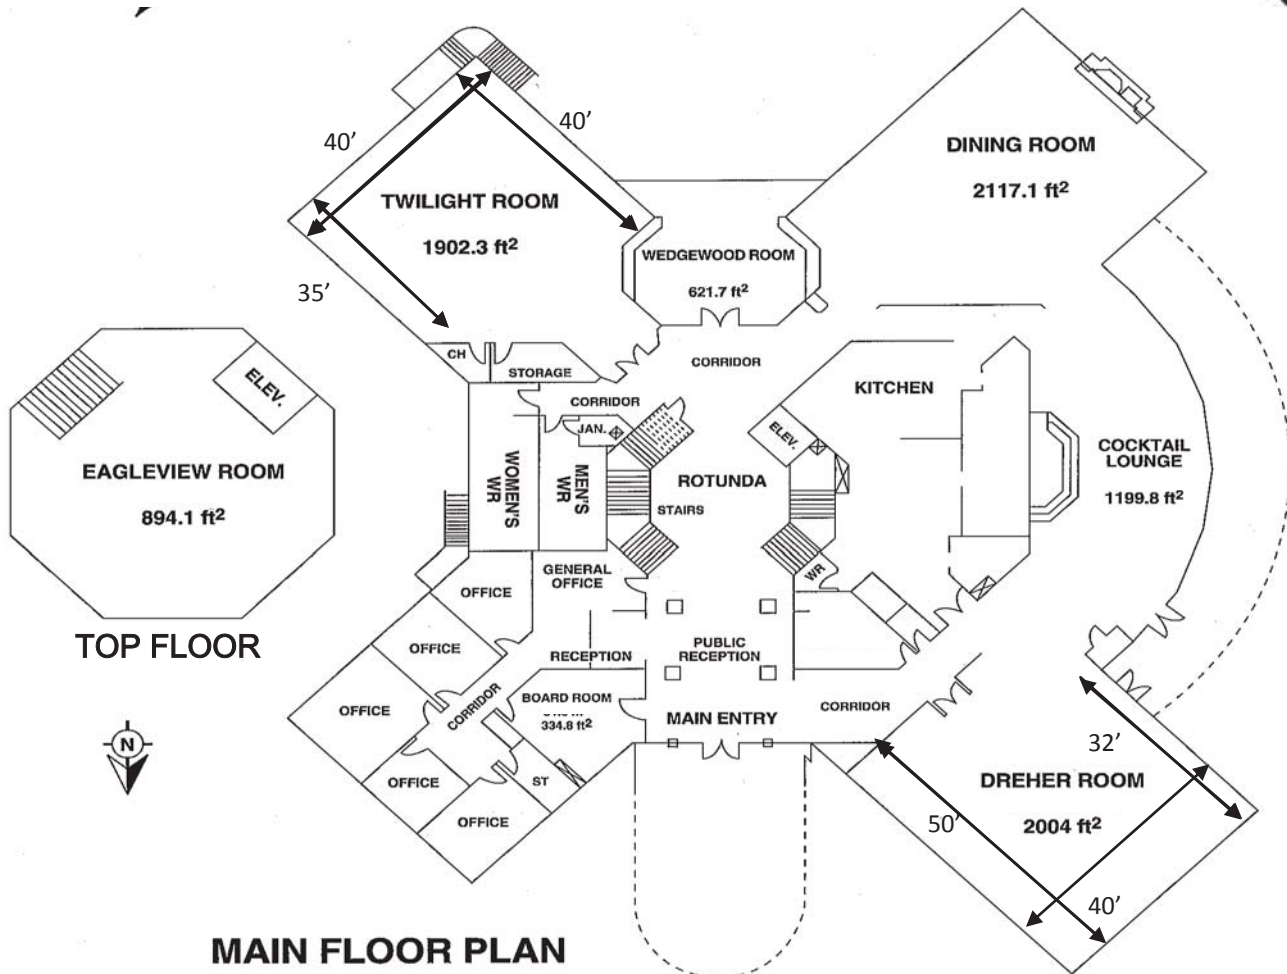 40’
40’
TWILIGHT ROOM
1902.3 ft²
35’
WEDGEWOOD ROOM
621.7 ft²
DINING ROOM
2117.1 ft²
CH
STORAGE
CORRIDOR
CORRIDOR
JAN.
WOMEN'S
WR
MEN'S
WR
STAIRS
ROTUNDA
ELEV.
KITCHEN
COCKTAIL
LOUNGE
1199.8 ft²
ELEV.
EAGLEVIEW ROOM
894.1 ft²
TOP FLOOR
GENERAL
OFFICE
WR
OFFICE
OFFICE
OFFICE
OFFICE
OFFICE
CORRIDOR
RECEPTION
PUBLIC
RECEPTION
BOARD ROOM
334.8 ft²
ST
MAIN ENTRY
CORRIDOR
N
32’
DREHER ROOM
2004 ft²
50’
40’
MAIN FLOOR PLAN